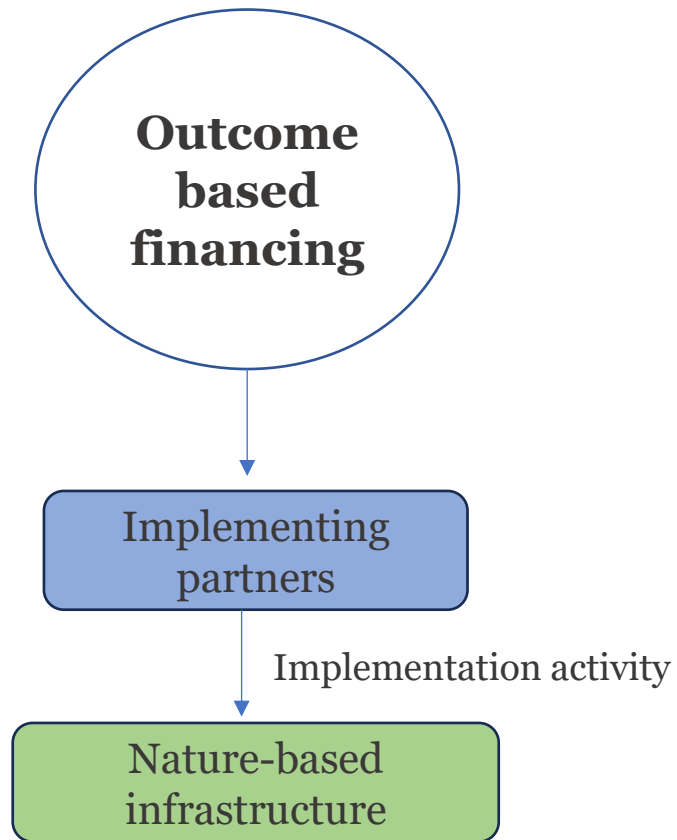 Outcome
based
financing
Implementing
partners
Implementation activity
Nature-based
infrastructure